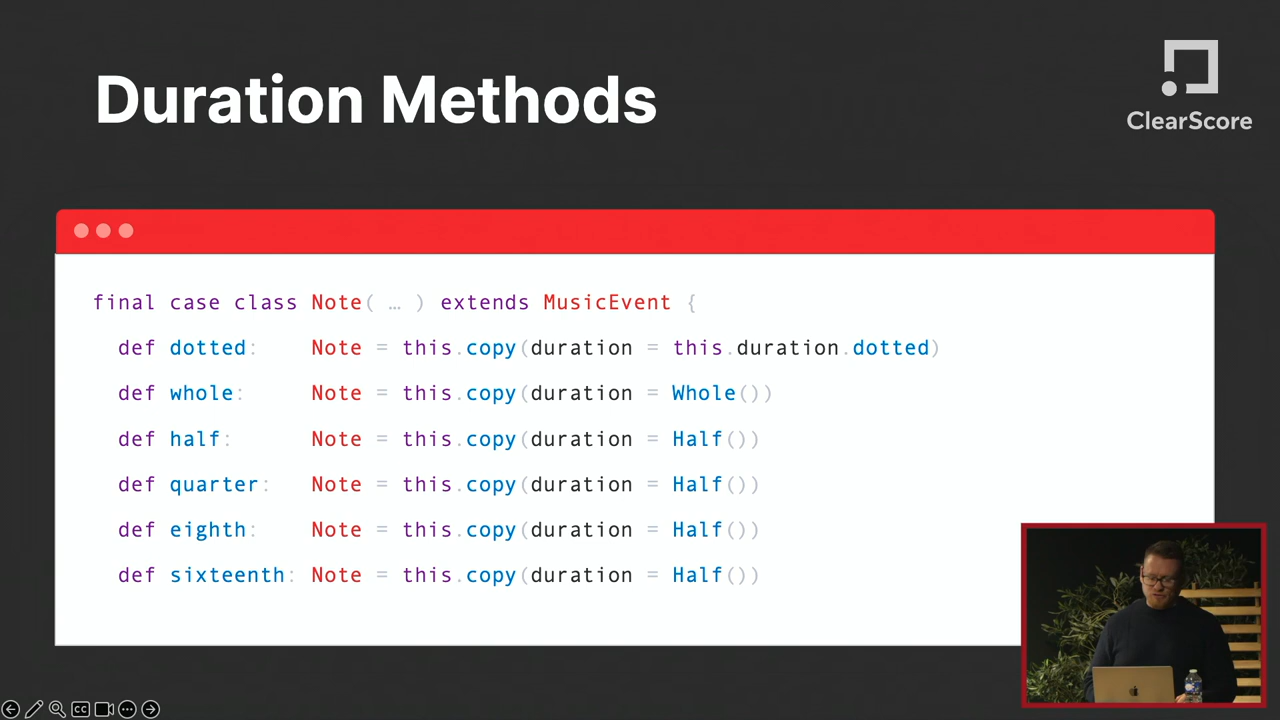 Duration Methods
ClearScore
final case class Note( … ) extends MusicEvent {
def dotted: Note = this.copy(duration = this.duration.dotted)
def whole: Note = this.copy(duration = Whole())
def half: Note = this.copy(duration = Half())
def quarter: Note = this.copy(duration = Half())
def eighth: Note = this.copy(duration = Half())
def sixteenth: Note = this.copy(duration = Half())
CC